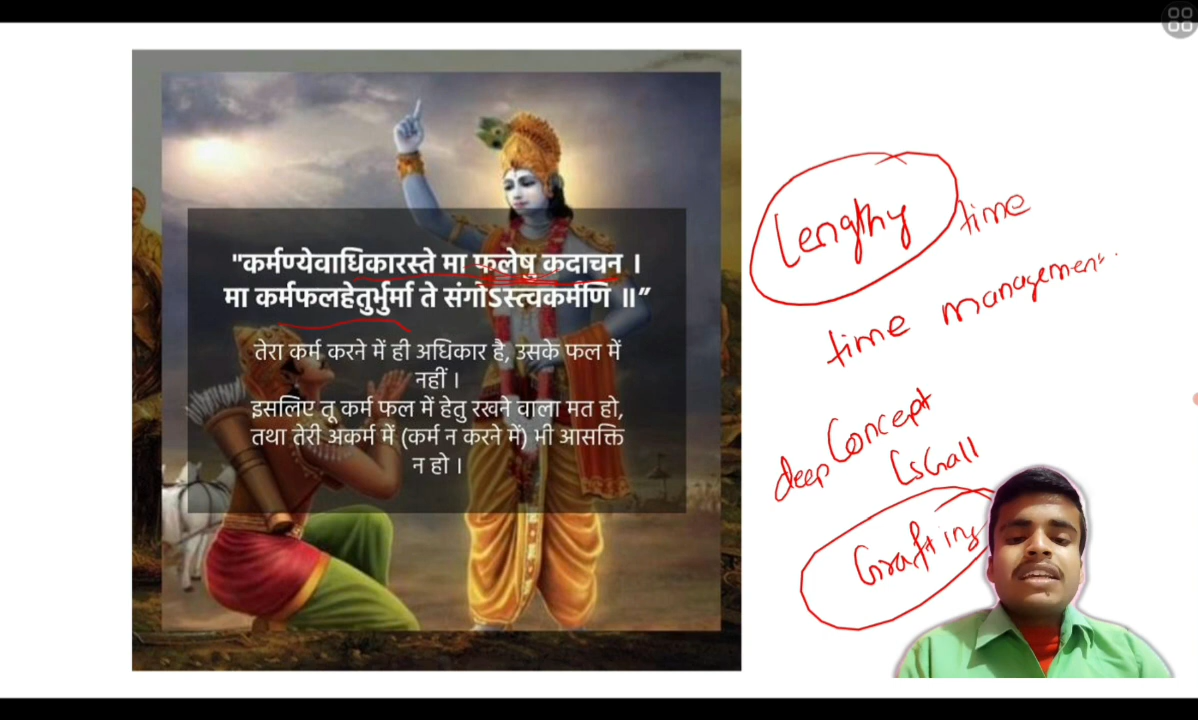 "कर्मण्येवाधिकारस्ते मा फलेषु कदाचन ।
मा कर्मफलहेतुर्भुर्मा ते संगोऽस्त्वकर्मणि ॥”
तेरा कर्म करने में ही अधिकार है, उसके फल में
नहीं ।
इसलिए तू कर्म फल में हेतु रखने वाला मत हो,
तथा तेरी अकर्म में (कर्म न करने में) भी आसक्ति
न हो ।
Lengthy time
time management
deep Concept
Grafting